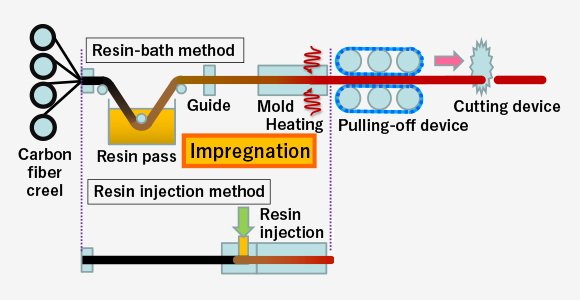 Resin-bath method
Guide
Mold
Heating
Pulling-off device
Cutting device
Carbon
fiber
creel
Resin pass
Impregnation
Resin injection method
Resin
injection